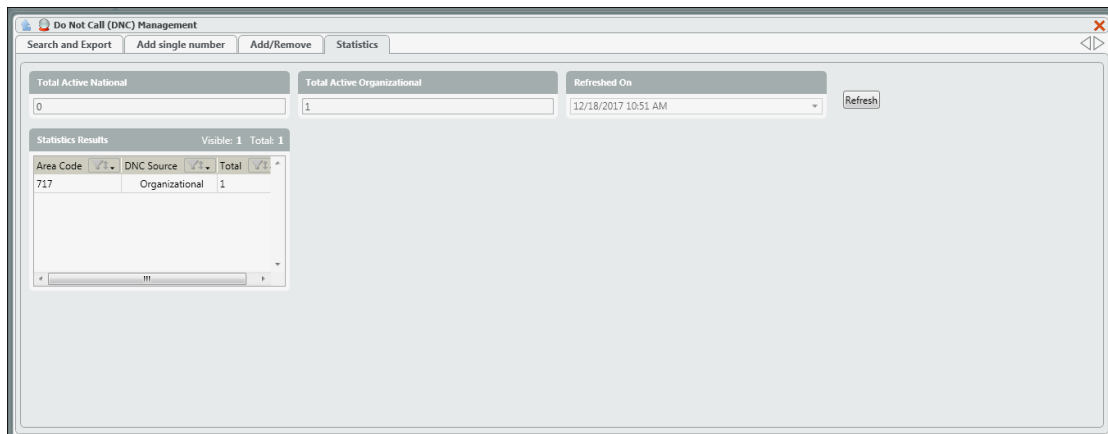 Do Not Call (DNC) Management
Search and Export Add single number Add/Remove Statistics
Total Active National Total Active Organizational Refreshed On
0 1 12/18/2017 10:51 AM Refresh
Statistics Results Visible: 1 Total: 1
Area Code DNC Source Total
717 Organizational 1